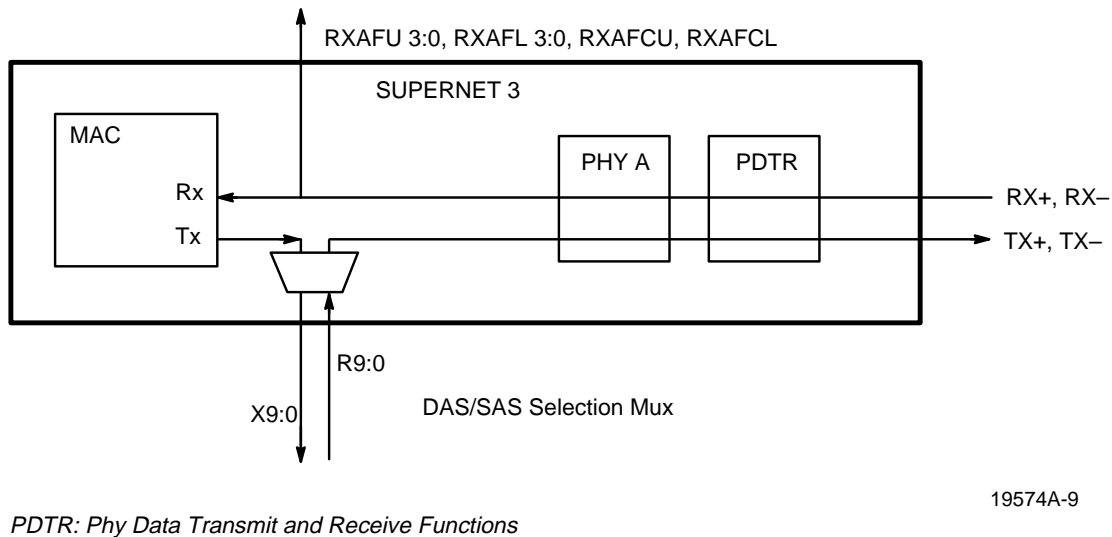 RXAFU 3:0, RXAFL 3:0, RXAFCU, RXAFCL
SUPERNET 3
MAC
PHY A
PDTR
Rx
RX+, RX–
Tx
TX+, TX–
R9:0
X9:0
DAS/SAS Selection Mux
19574A-9
PDTR: Phy Data Transmit and Receive Functions